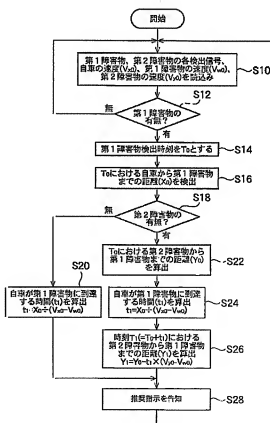 開始
第1障害物、第2障害物の各検出信号、
自車の速度(Vx0)、第1障害物の速度(Vw0)、
第2障害物の速度(Vy0)を読込み
S10
第1障害物の
有無?
S12
無
有
第1障害物検出時刻をT0とする
S14
T0における自車から第1障害物
までの距離(X0)を検出
S16
第2障害物の
有無?
S18
無
有
T0における第2障害物から
第1障害物までの距離(Y0)
を算出
S22
自車が第1障害物に到達
する時間(t1)を算出
t1=X0÷(Vx0-Vw0)
S20
自車が第1障害物に到達
する時間(t1)を算出
t1=X0÷(Vx0-Vw0)
S24
時刻T1(=T0+t1)における
第2障害物から第1障害物
までの距離(Y1)を算出
Y1=Y0-t1×(Vy0-Vw0)
S26
推奨指示を告知
S28